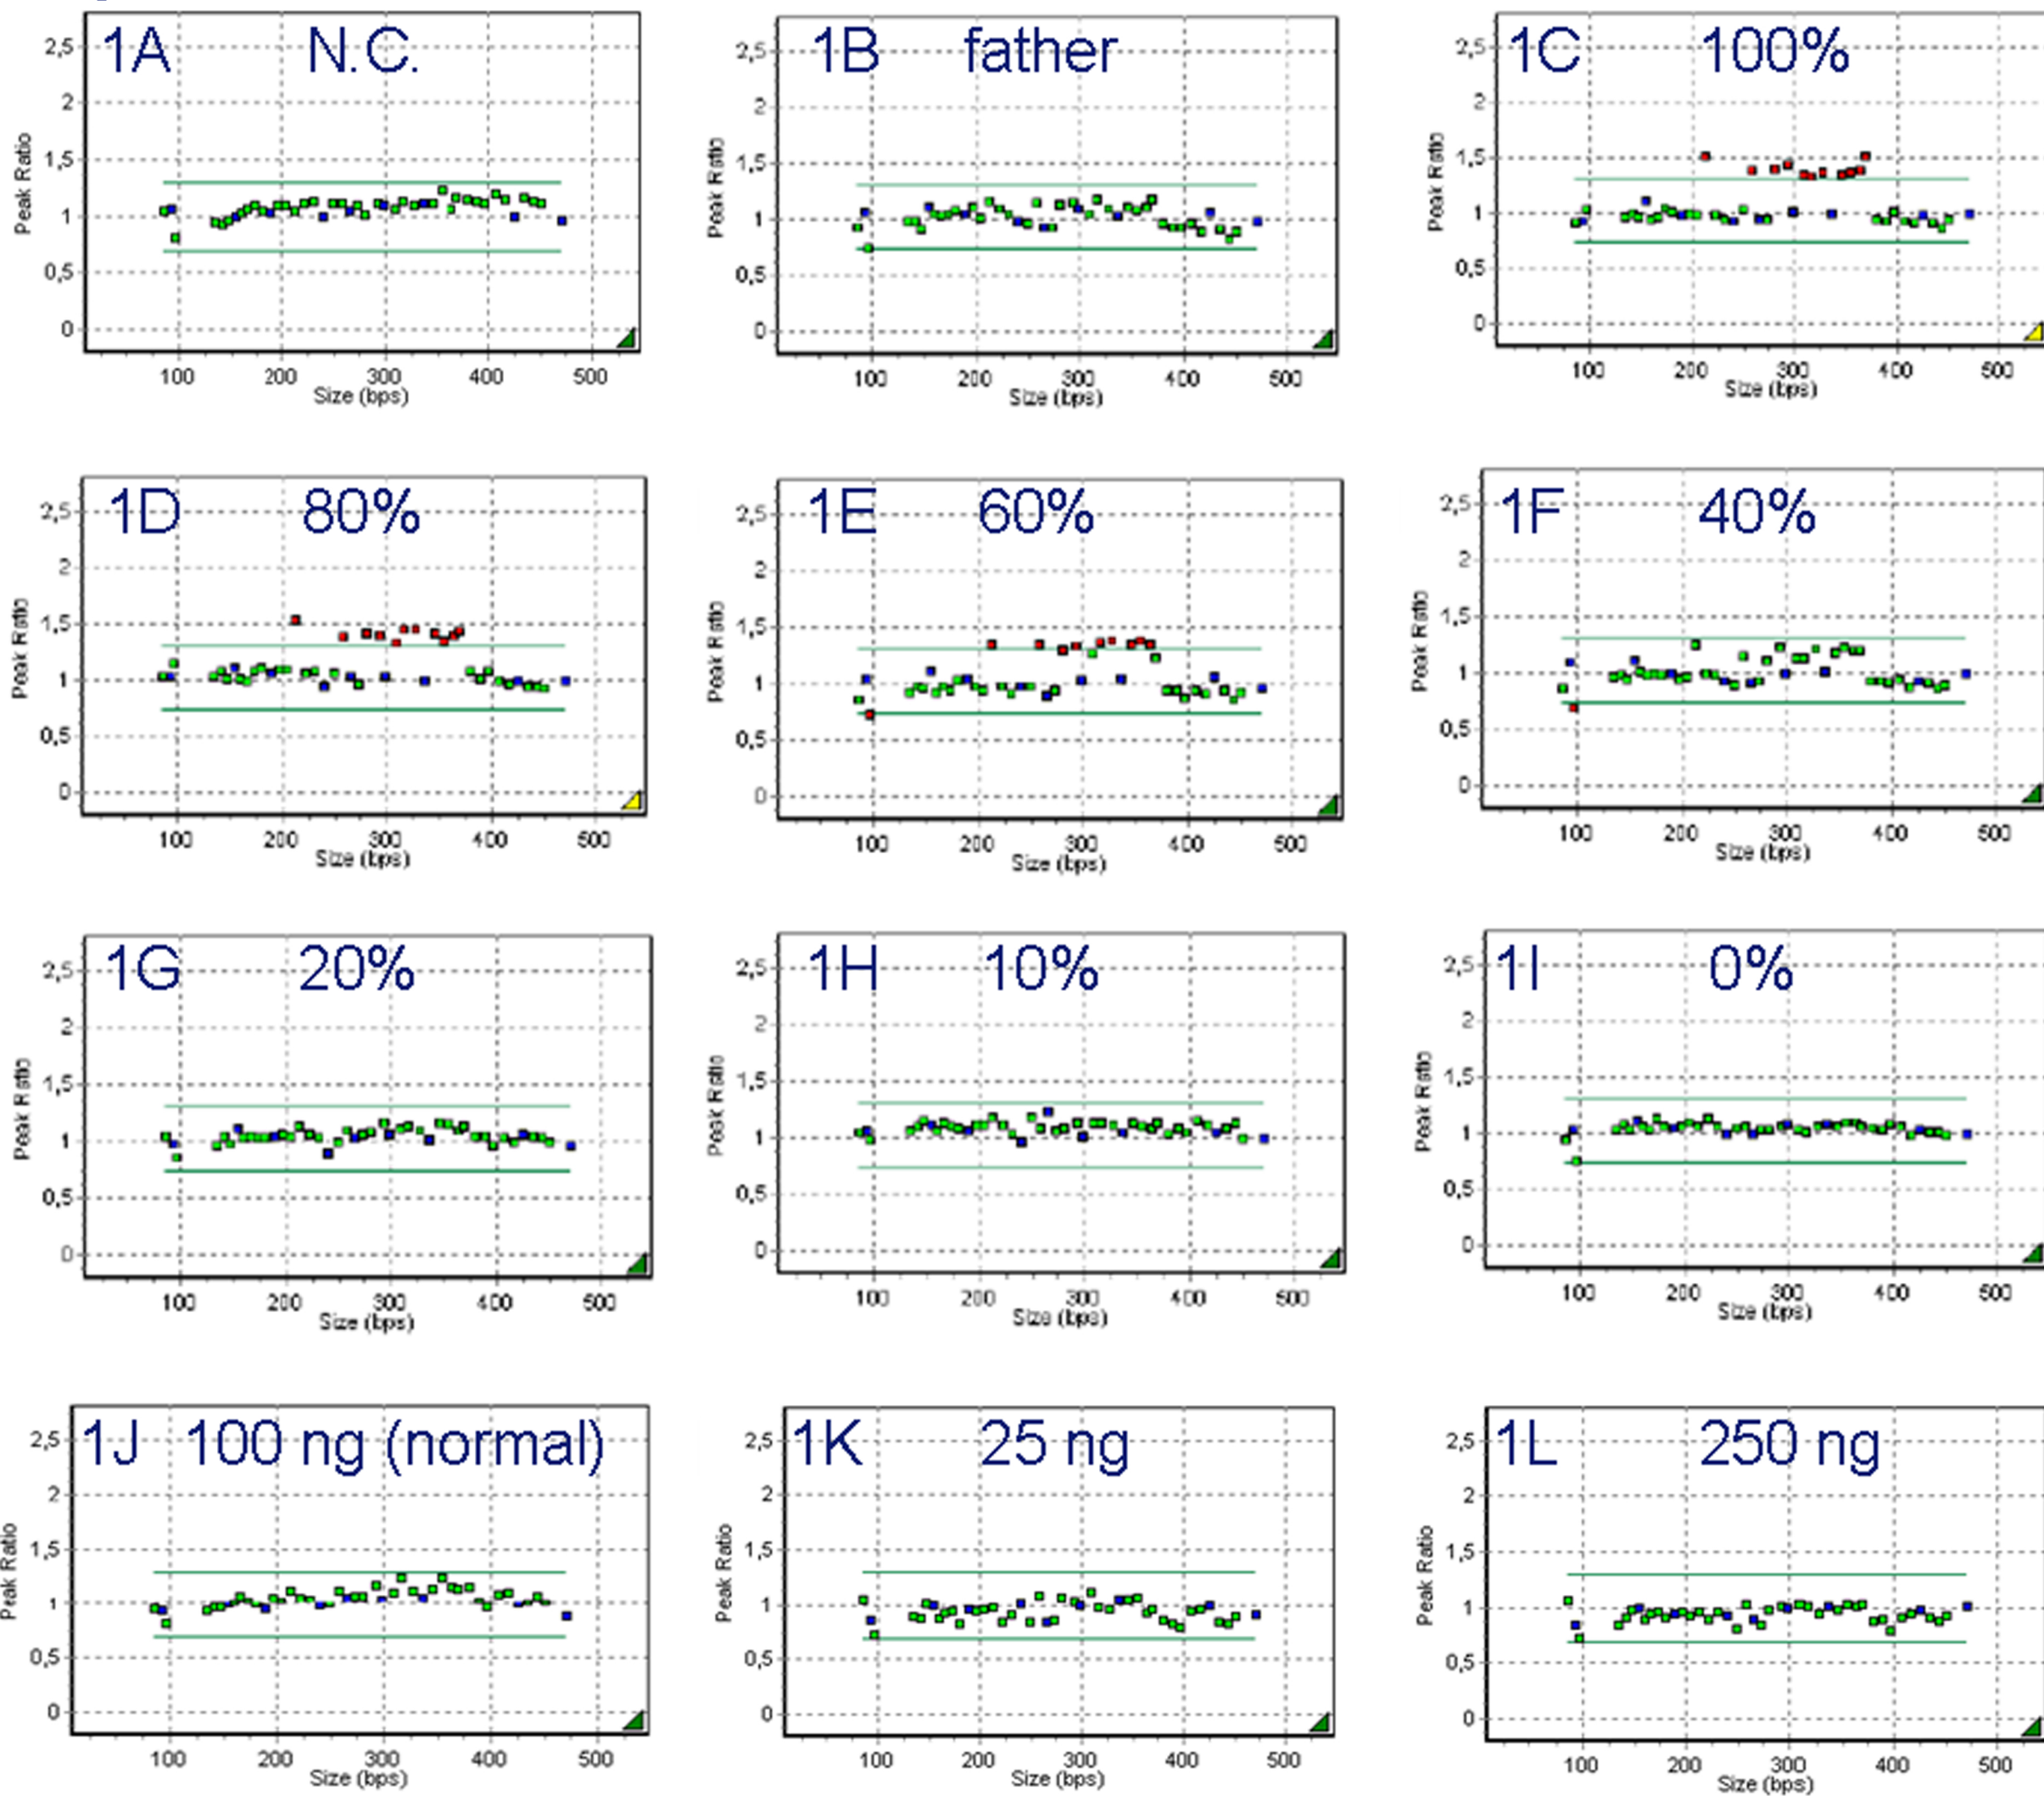 1A N.C.
2,5
2
1,5
1
0,5
0
Peak Ratio
100 200 300 400 500
Size (bps)
1B father
2,5
2
1,5
1
0,5
0
Peak Ratio
100 200 300 400 500
Size (bps)
1C 100%
2,5
2
1,5
1
0,5
0
Peak Ratio
100 200 300 400 500
Size (bps)
1D 80%
2,5
2
1,5
1
0,5
0
Peak Ratio
100 200 300 400 500
Size (bps)
1E 60%
2,5
2
1,5
1
0,5
0
Peak Ratio
100 200 300 400 500
Size (bps)
1F 40%
2,5
2
1,5
1
0,5
0
Peak Ratio
100 200 300 400 500
Size (bps)
1G 20%
2,5
2
1,5
1
0,5
0
Peak Ratio
100 200 300 400 500
Size (bps)
1H 10%
2,5
2
1,5
1
0,5
0
Peak Ratio
100 200 300 400 500
Size (bps)
1I 0%
2,5
2
1,5
1
0,5
0
Peak Ratio
100 200 300 400 500
Size (bps)
1J 100 ng (normal)
2,5
2
1,5
1
0,5
0
Peak Ratio
100 200 300 400 500
Size (bps)
1K 25 ng
2,5
2
1,5
1
0,5
0
Peak Ratio
100 200 300 400 500
Size (bps)
1L 250 ng
2,5
2
1,5
1
0,5
0
Peak Ratio
100 200 300 400 500
Size (bps)